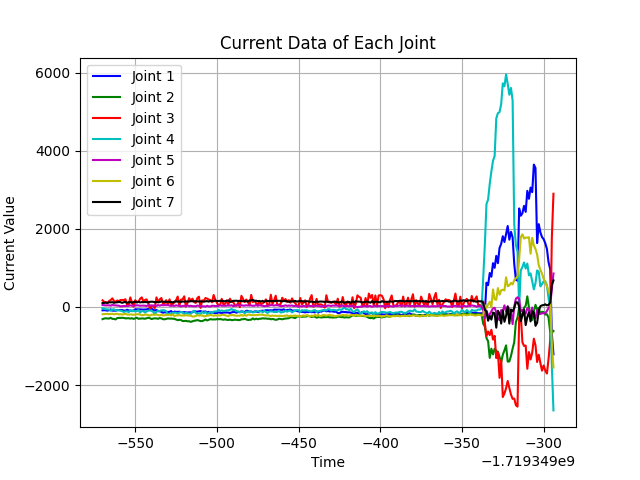 Current Data of Each Joint
Joint 1
Joint 2
Joint 3
Joint 4
Joint 5
Joint 6
Joint 7
6000
4000
2000
0
−2000
Current Value
−550
−500
−450
−400
−350
−300
Time
−1.719349e9